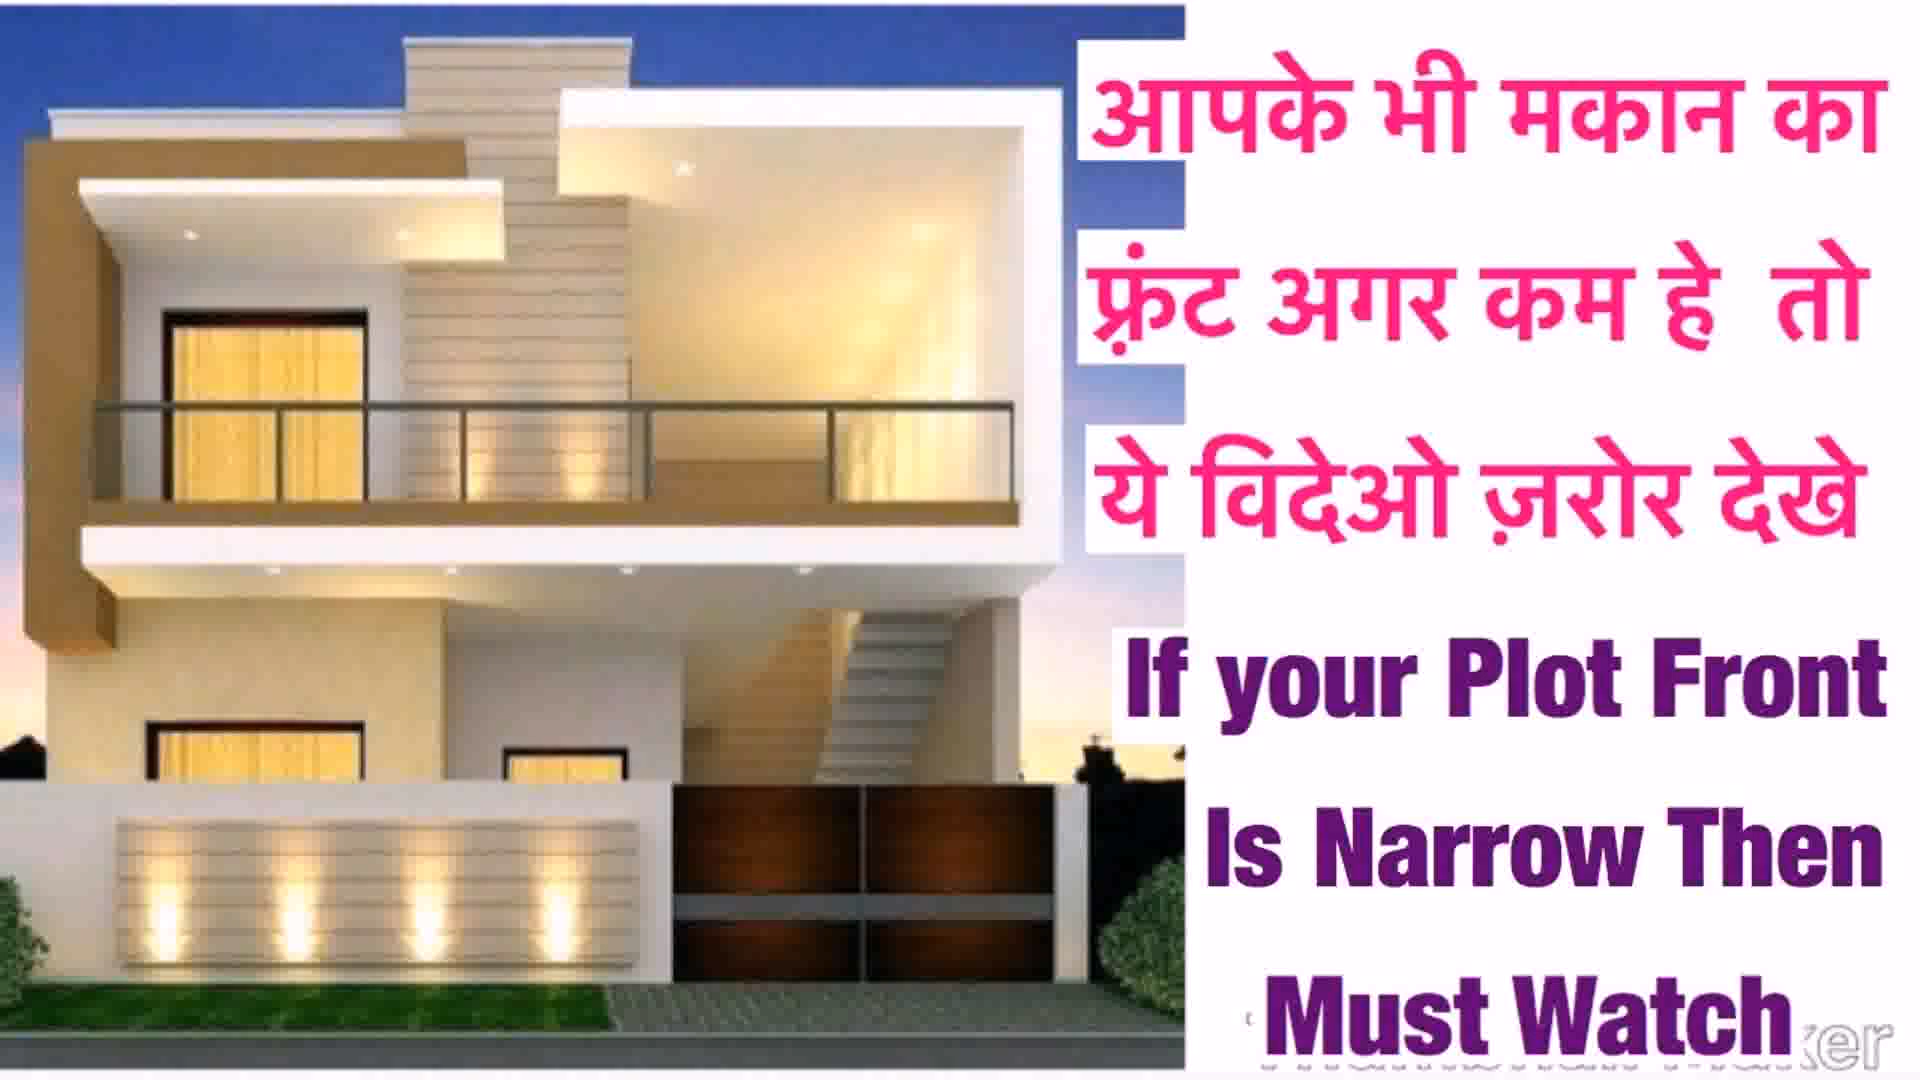 आपके भी मकान का
फ़्रंट अगर कम हे तो
ये विदेओ ज़रोर देखे
If your Plot Front
Is Narrow Then
Must Watch